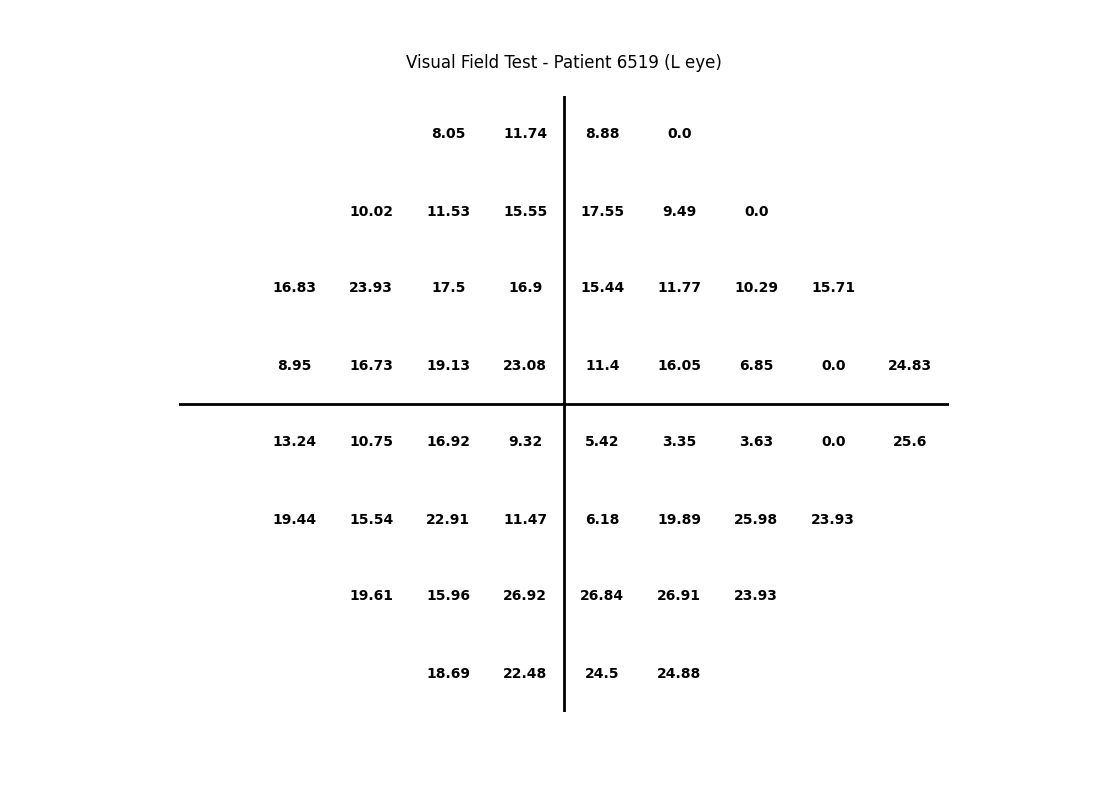 Visual Field Test - Patient 6519 (L eye)
8.05 11.74 8.88 0.0
10.02 11.53 15.55 17.55 9.49 0.0
16.83 23.93 17.5 16.9 15.44 11.77 10.29 15.71
8.95 16.73 19.13 23.08 11.4 16.05 6.85 0.0 24.83
13.24 10.75 16.92 9.32 5.42 3.35 3.63 0.0 25.6
19.44 15.54 22.91 11.47 6.18 19.89 25.98 23.93
19.61 15.96 26.92 26.84 26.91 23.93
18.69 22.48 24.5 24.88